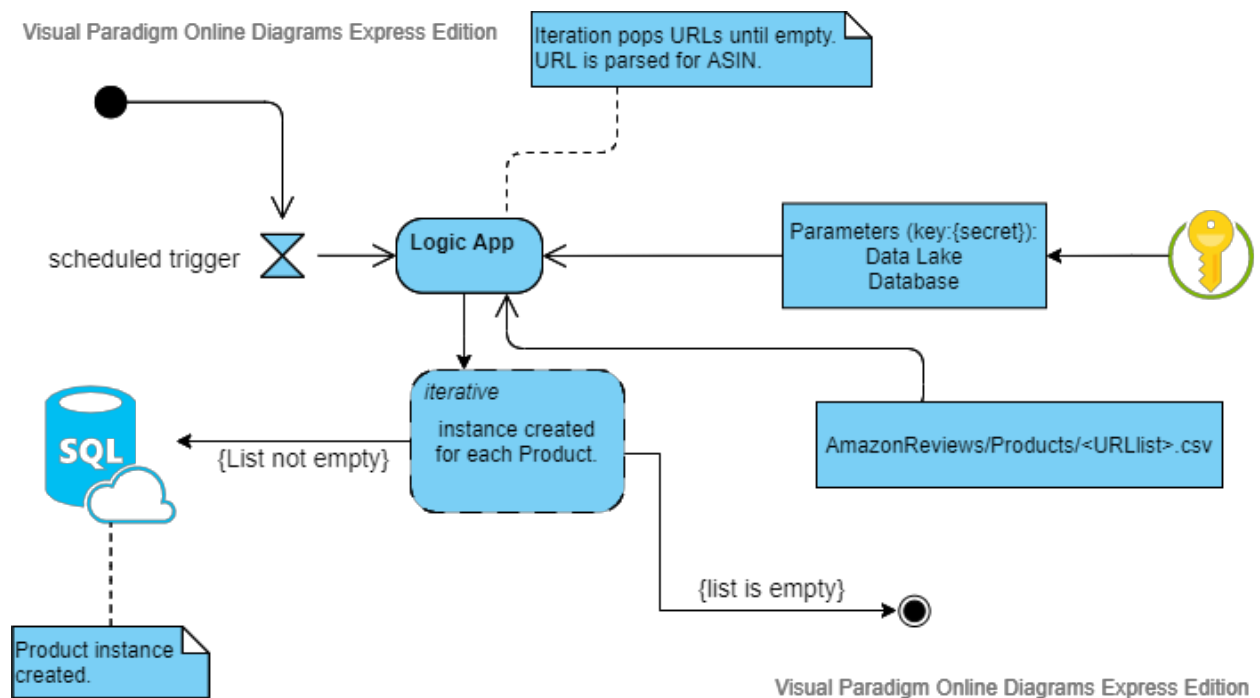 Visual Paradigm Online Diagrams Express Edition
Iteration pops URLs until empty.
URL is parsed for ASIN.
scheduled trigger
Logic App
Parameters (key:{secret}):
Data Lake
Database
iterative
instance created
for each Product.
AmazonReviews/Products/<URLlist>.csv
SQL
{List not empty}
{list is empty}
Product instance
created.
Visual Paradigm Online Diagrams Express Edition